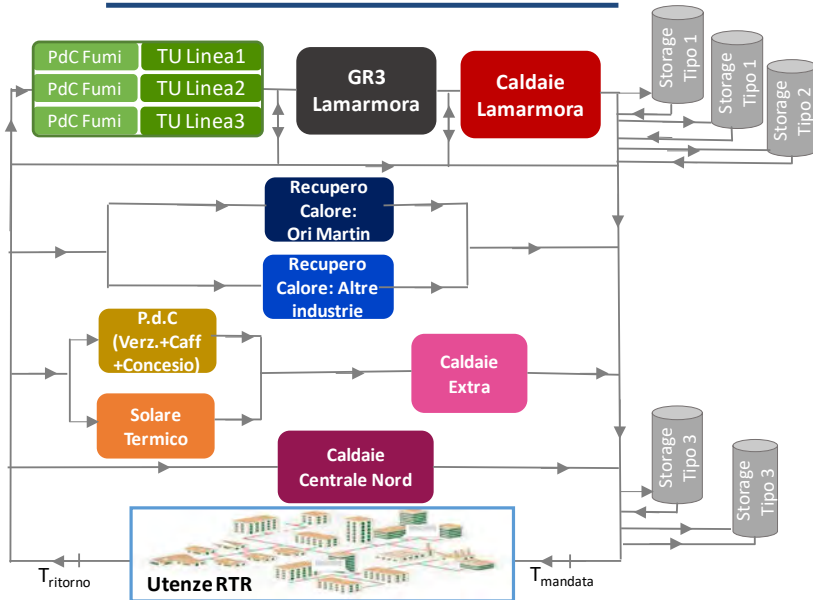 PdC Fumi TU Linea1
PdC Fumi TU Linea2
PdC Fumi TU Linea3
GR3
Lamarmora
Caldaie
Lamarmora
Storage
Tipo 1
Storage
Tipo 1
Storage
Tipo 2
Recupero
Calore:
Ori Martin
Recupero
Calore: Altre
industrie
P.d.C
(Verz.+Caff
+Concesio)
Caldaie
Extra
Solare
Termico
Caldaie
Centrale Nord
Storage
Tipo 3
Storage
Tipo 3
Tritorno
Utenze RTR
Tmandata